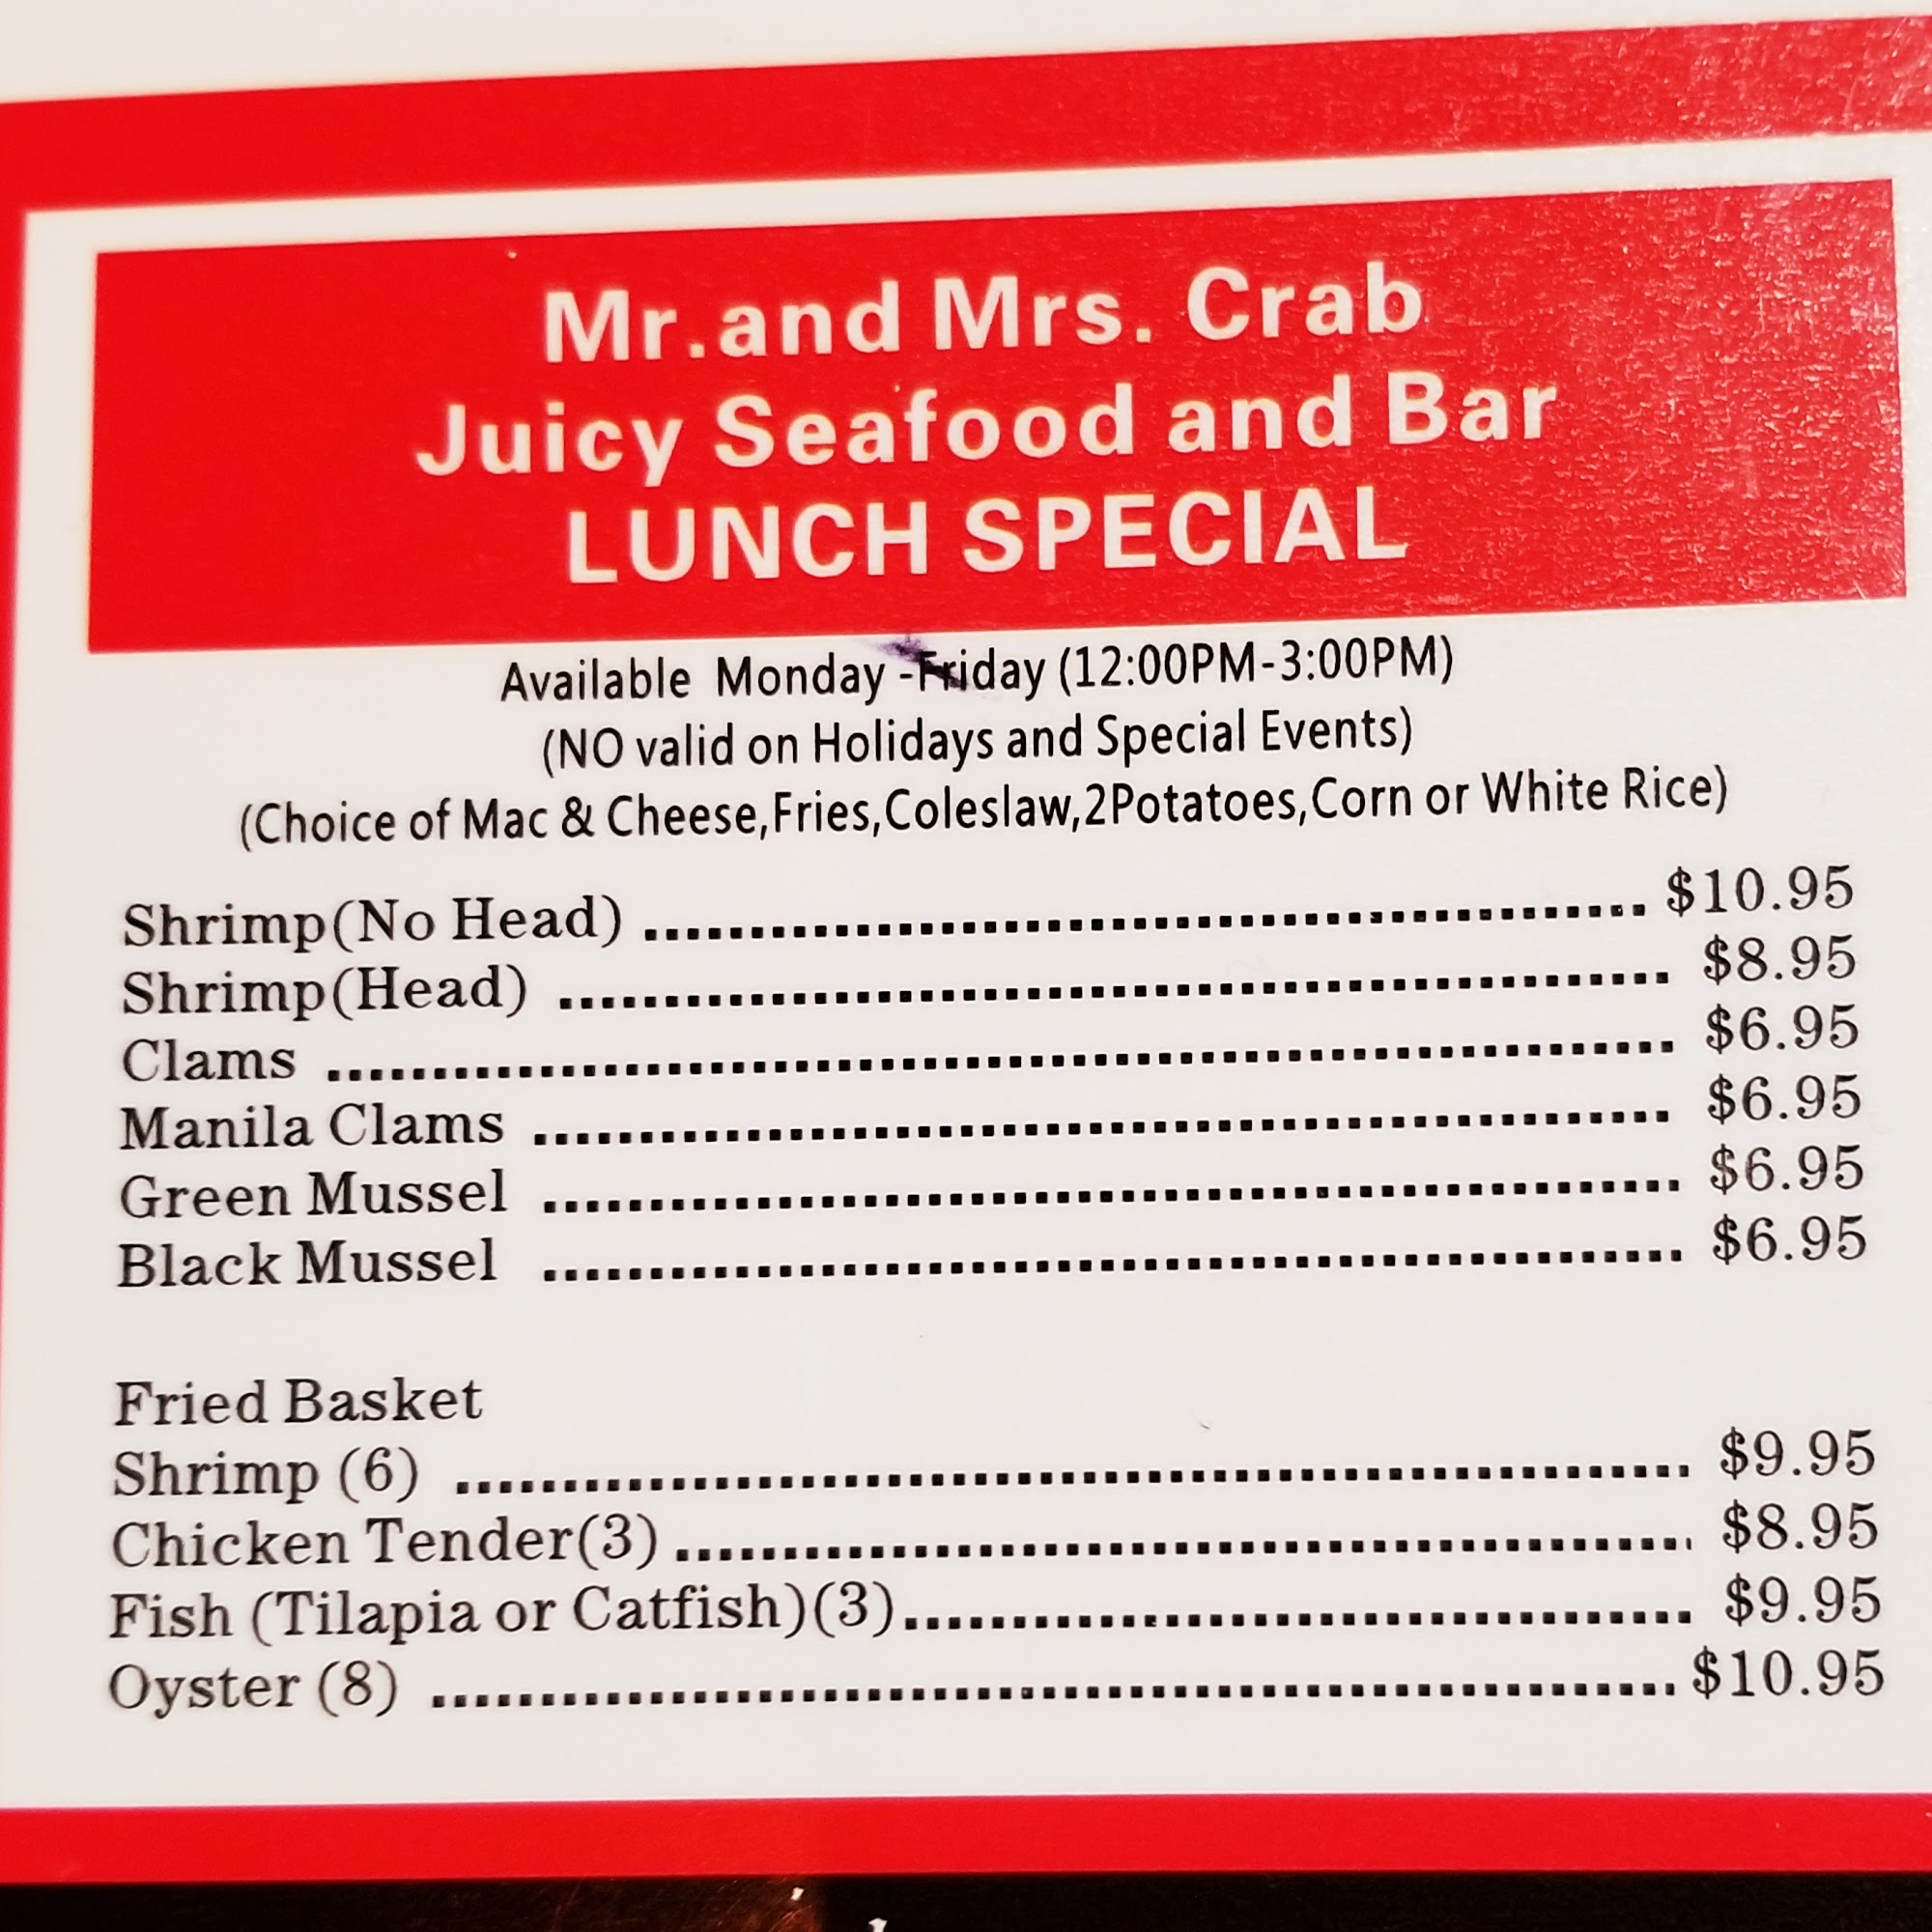 Mr.and Mrs. Crab
Juicy Seafood and Bar
LUNCH SPECIAL
Available Monday -Friday (12:00PM-3:00PM)
(NO valid on Holidays and Special Events)
(Choice of Mac & Cheese,Fries,Coleslaw,2Potatoes,Corn or White Rice)
Shrimp(No Head) ................................................ $10.95
Shrimp(Head) .................................................... $8.95
Clams ............................................................... $6.95
Manila Clams ..................................................... $6.95
Green Mussel ..................................................... $6.95
Black Mussel ..................................................... $6.95
Fried Basket
Shrimp (6) ......................................................... $9.95
Chicken Tender(3) ................................................ $8.95
Fish (Tilapia or Catfish)(3)..................................... $9.95
Oyster (8) .......................................................... $10.95